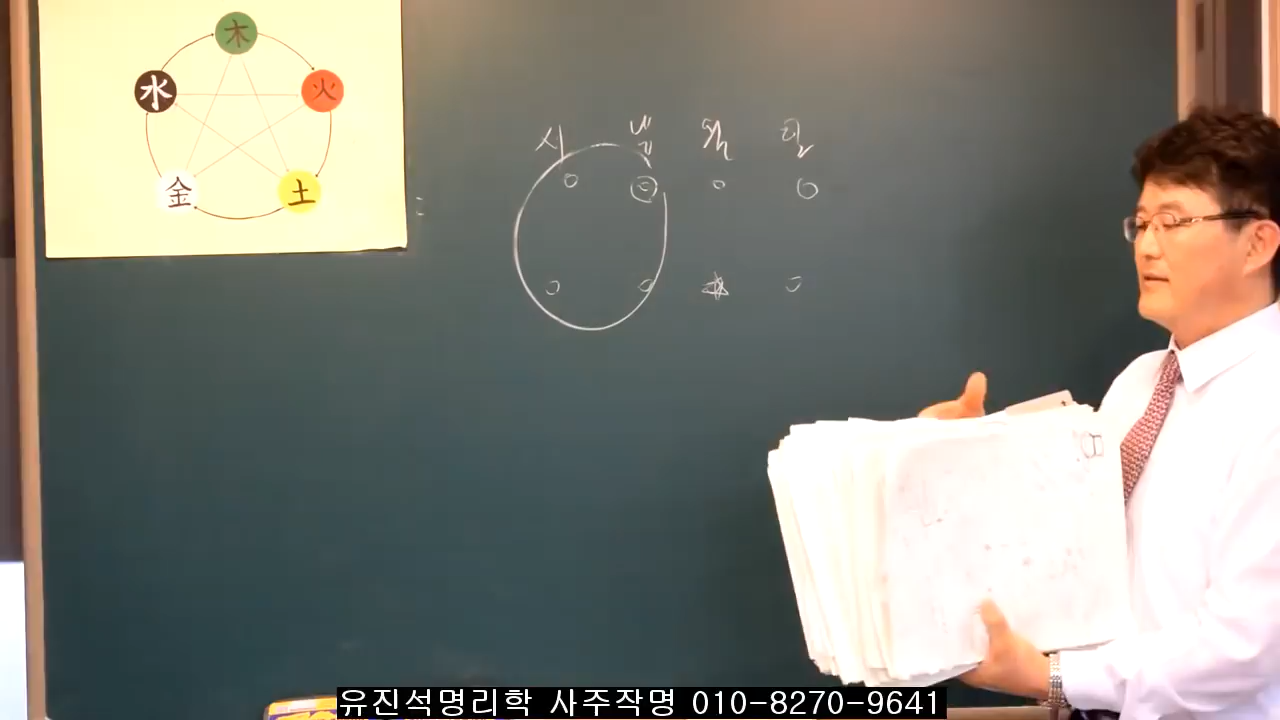 木
水 火
金 土
시 일 월 년
유진석명리학 사주작명 010-8270-9641